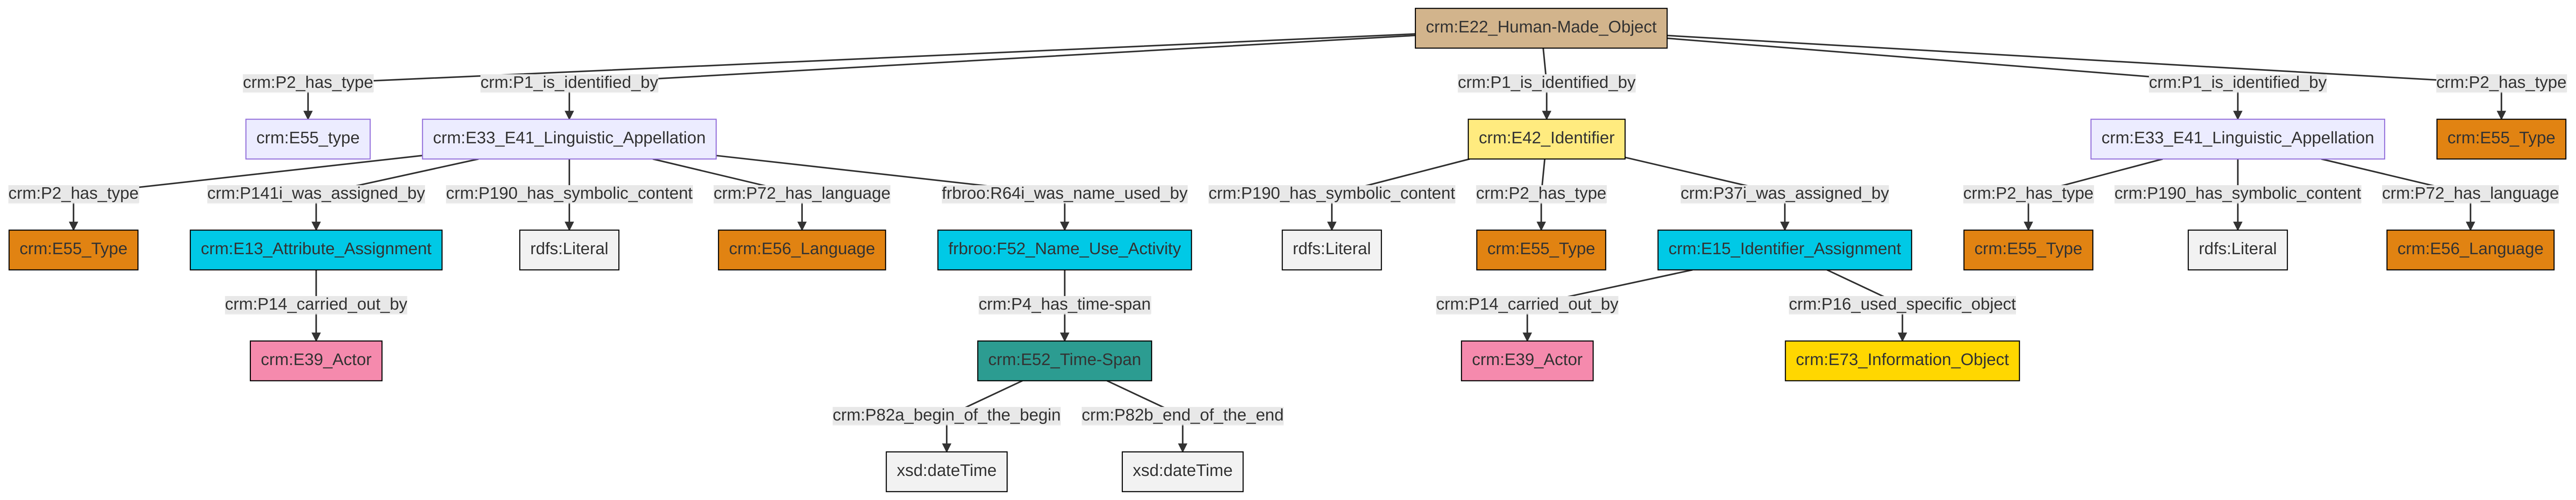 crm:E22_Human-Made_Object
crm:P2_has_type
crm:P1_is_identified_by
crm:P1_is_identified_by
crm:P1_is_identified_by
crm:P2_has_type
crm:E55_type
crm:E33_E41_Linguistic_Appellation
crm:E42_Identifier
crm:E33_E41_Linguistic_Appellation
crm:E55_Type
crm:P2_has_type
crm:P141i_was_assigned_by
crm:P190_has_symbolic_content
crm:P72_has_language
frbroo:R64i_was_name_used_by
crm:P190_has_symbolic_content
crm:P2_has_type
crm:P37i_was_assigned_by
crm:P2_has_type
crm:P190_has_symbolic_content
crm:P72_has_language
crm:E55_Type
crm:E13_Attribute_Assignment
rdfs:Literal
crm:E56_Language
frbroo:F52_Name_Use_Activity
rdfs:Literal
crm:E55_Type
crm:E15_Identifier_Assignment
crm:E55_Type
rdfs:Literal
crm:E56_Language
crm:P14_carried_out_by
crm:P4_has_time-span
crm:P14_carried_out_by
crm:P16_used_specific_object
crm:E39_Actor
crm:E52_Time-Span
crm:E39_Actor
crm:E73_Information_Object
crm:P82a_begin_of_the_begin
crm:P82b_end_of_the_end
xsd:dateTime
xsd:dateTime